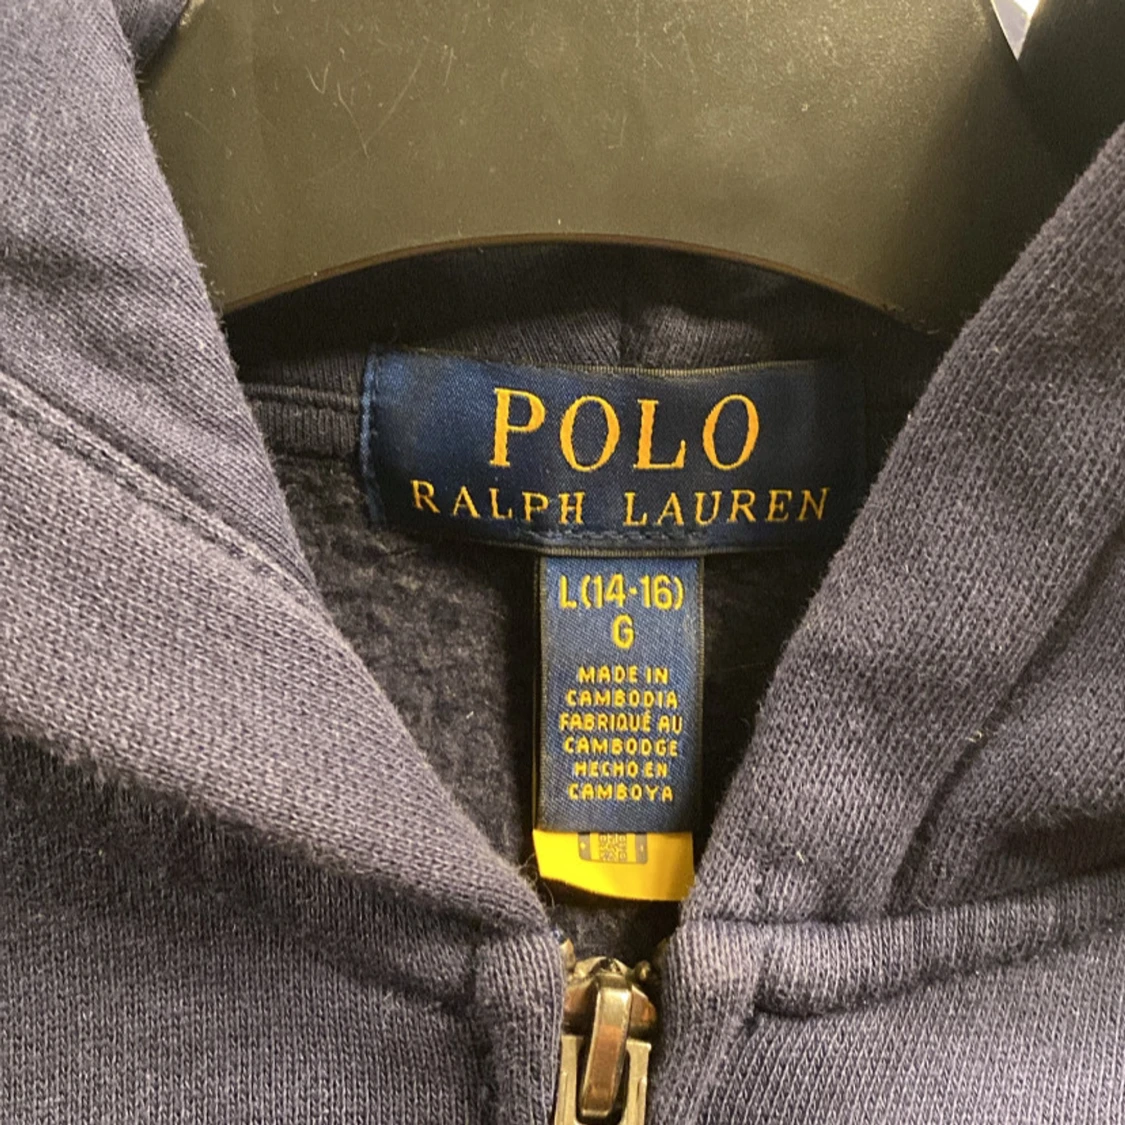 POLO
RALPH LAUREN
L(14-16)
G
MADE IN
CAMBODIA
FABRIQUÉ AU
CAMBODGE
HECHO EN
CAMBOYA